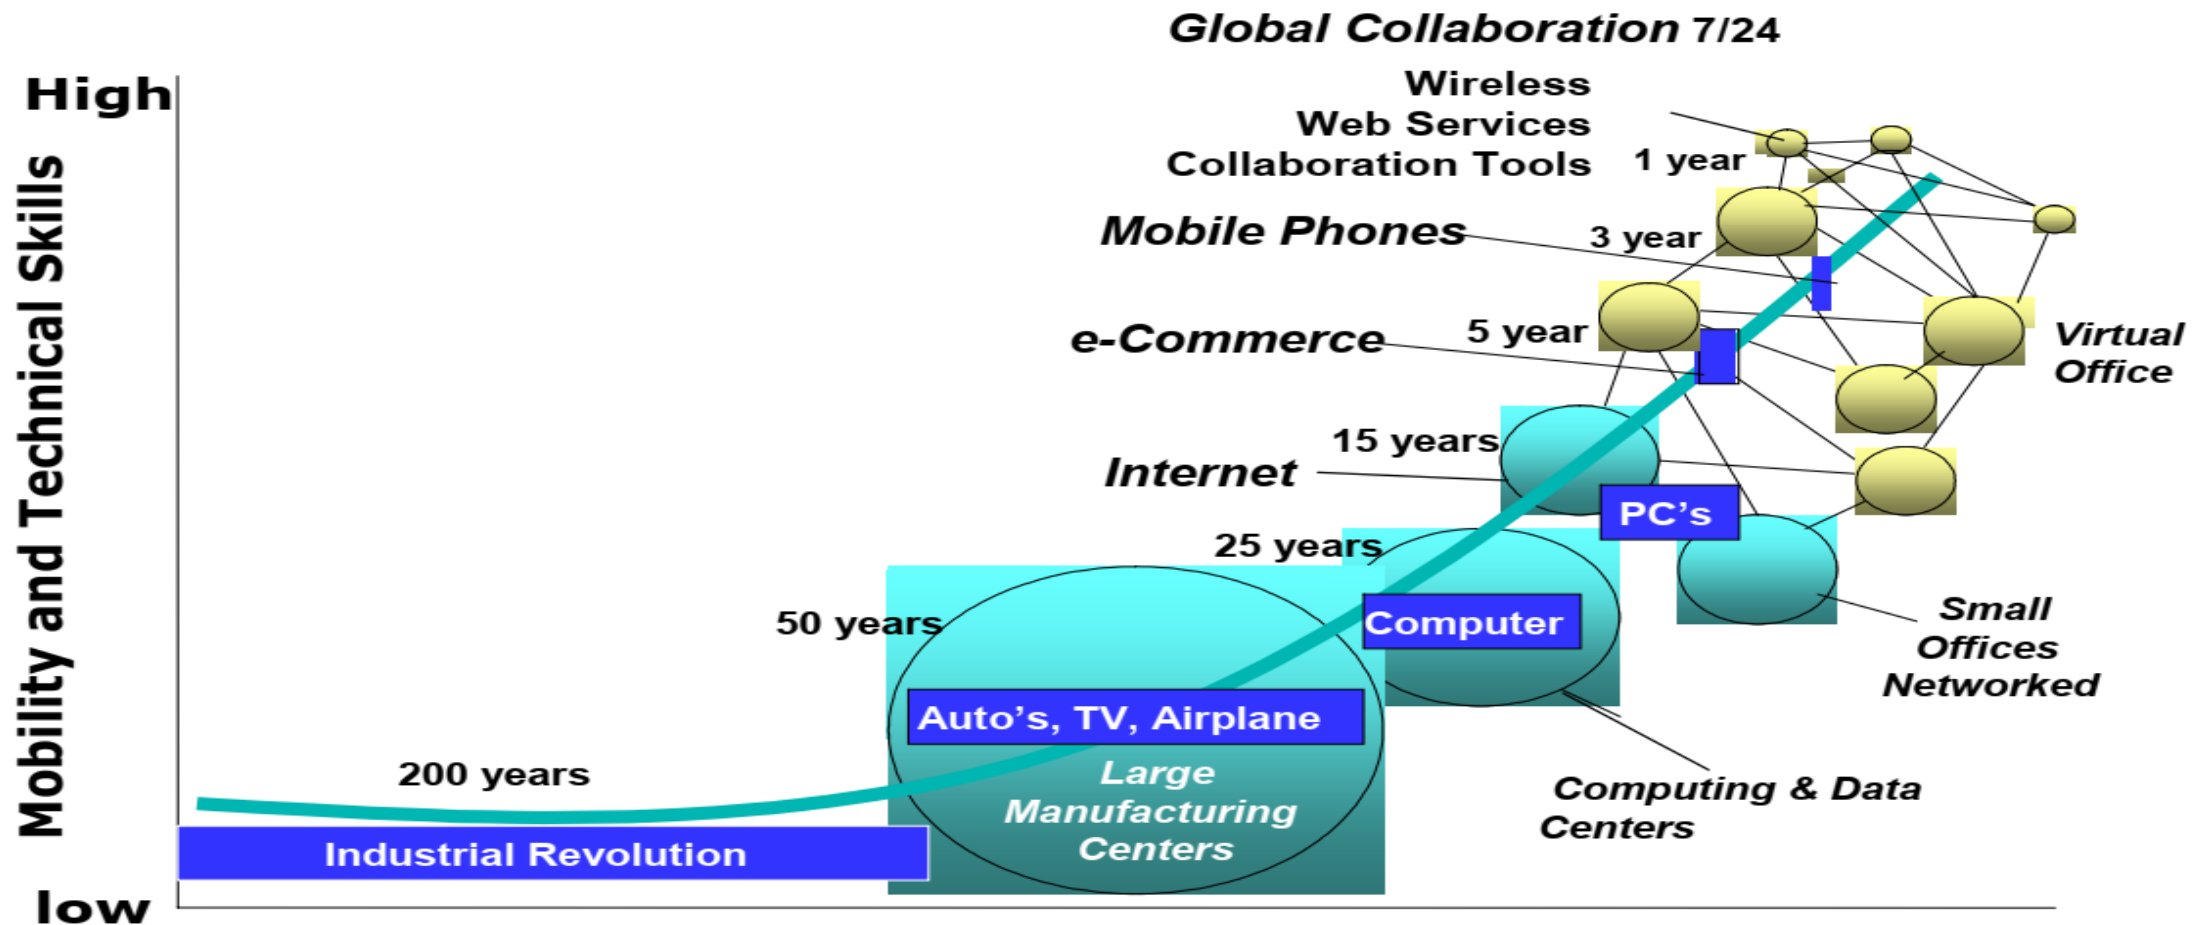 Global Collaboration 7/24
High
Wireless
Web Services
Collaboration Tools
1 year
Mobile Phones
3 year
e-Commerce
5 year
Virtual
Office
Mobility and Technical Skills
15 years
Internet
PC's
25 years
50 years
Computer
Small
Offices
Networked
Auto's, TV, Airplane
200 years
Large
Manufacturing
Centers
Computing & Data
Centers
Industrial Revolution
low